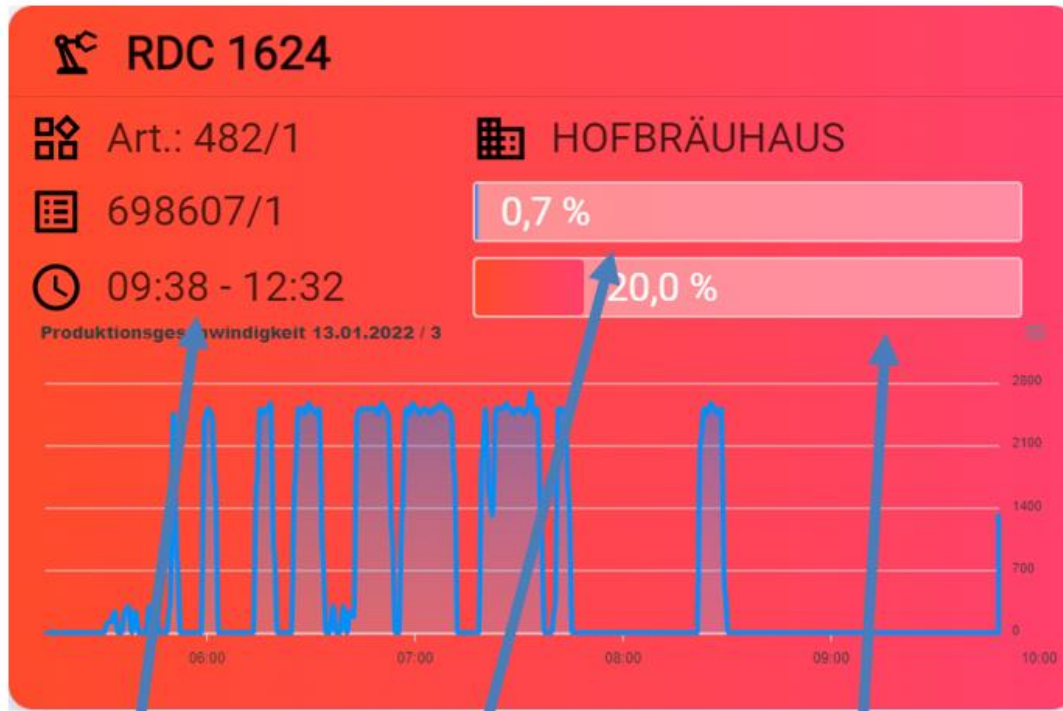 RDC 1624
Art.: 482/1
HOFBRÄUHAUS
698607/1
0,7 %
09:38 - 12:32
20,0 %
Produktionsgeschwindigkeit 13.01.2022 / 3
2800
2100
1400
700
0
06:00 07:00 08:00 09:00 10:00